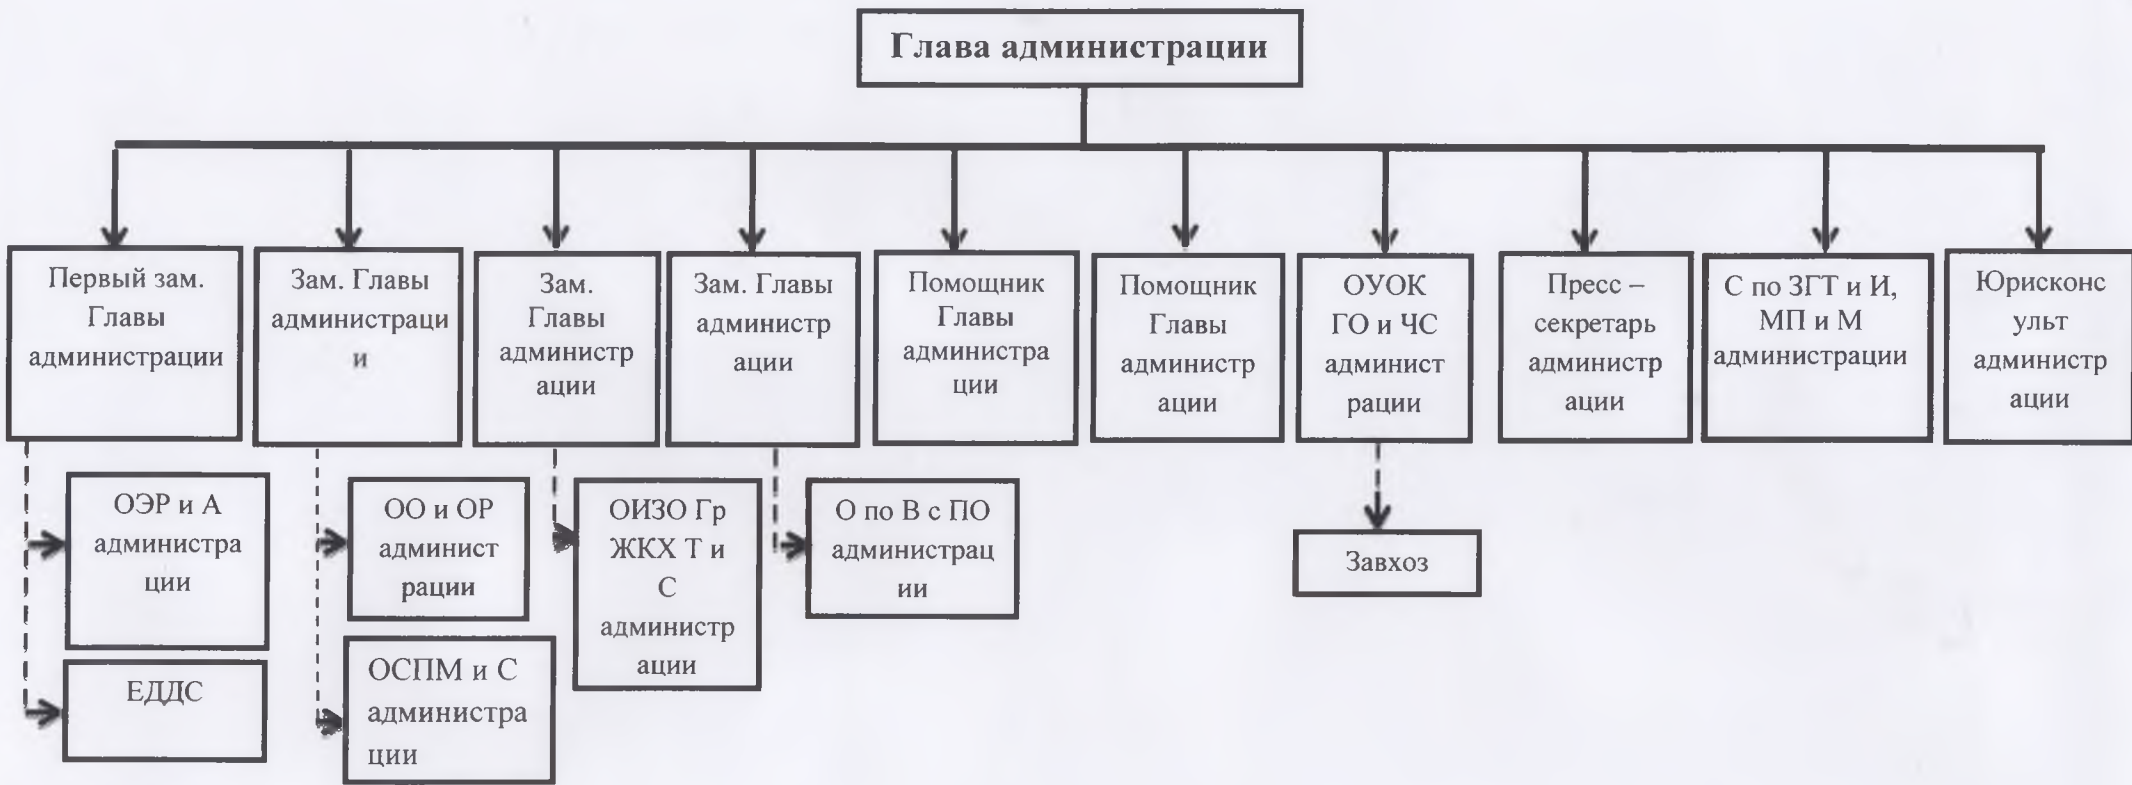 Глава администрации
Первый зам.
Главы
администрации
Зам. Главы
администраци
и
Зам.
Главы
администр
ации
Зам. Главы
администр
ации
Помощник
Главы
администра
ции
Помощник
Главы
администр
ации
ОУОК
ГО и ЧС
админист
рации
Пресс –
секретарь
администр
ации
С по ЗГТ и И,
МП и М
администрации
Юрисконс
ульт
администр
ации
ОЭР и А
администра
ции
ЕДДС
ОО и ОР
админист
рации
ОСПМ и С
администра
ции
ОИЗО Гр
ЖКХ Т и
С
администр
ации
О по В с ПО
администрац
ии
Завхоз